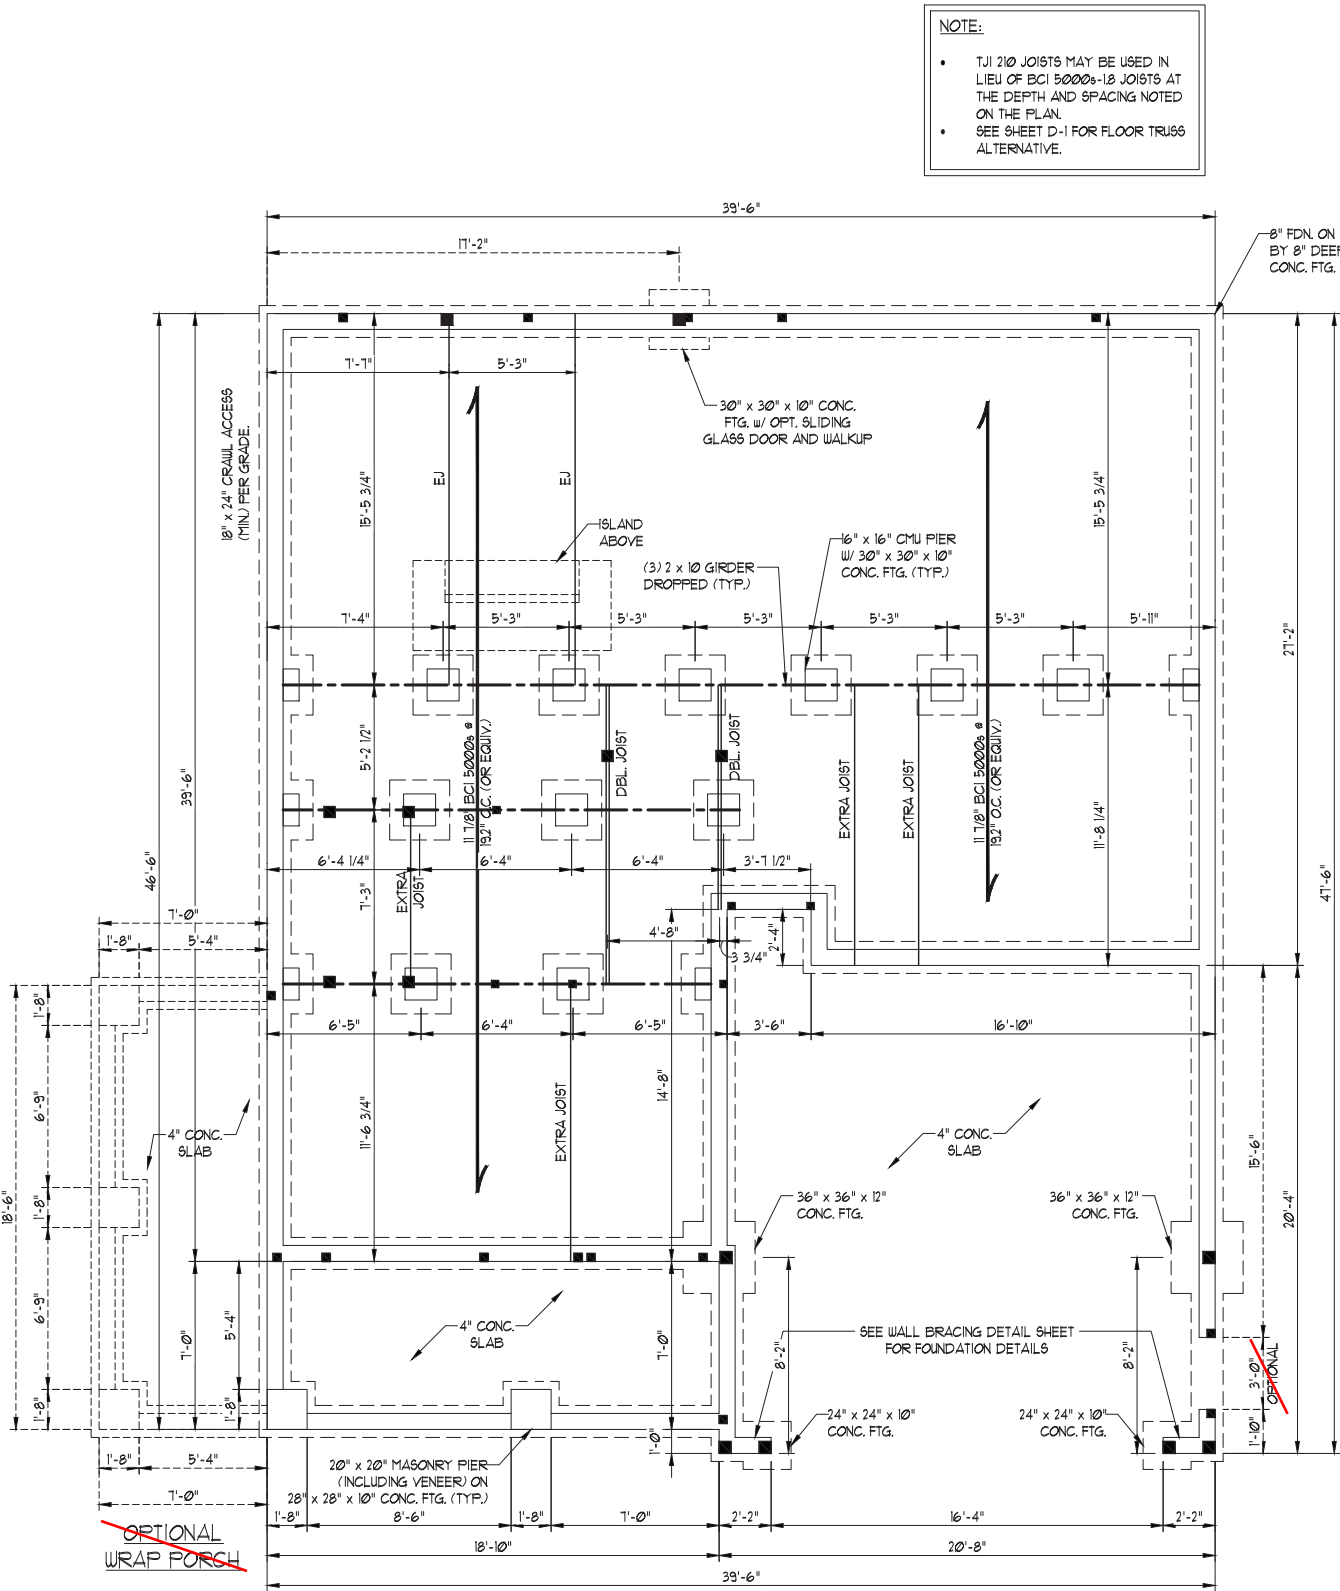 NOTE:
• TJI 210 JOISTS MAY BE USED IN
LIEU OF BCI 5000s-1.8 JOISTS AT
THE DEPTH AND SPACING NOTED
ON THE PLAN.
• SEE SHEET D-1 FOR FLOOR TRUSS
ALTERNATIVE.
39'-6"
17'-2"
8" FDN. ON
BY 8" DEEP
CONC. FTG.
7'-7"
5'-3"
18" x 24" CRAWL ACCESS
(MIN.) PER GRADE.
30" x 30" x 10" CONC.
FTG. w/ OPT. SLIDING
GLASS DOOR AND WALKUP
EJ
EJ
15'-5 3/4"
15'-5 3/4"
ISLAND
ABOVE
16" x 16" CMU PIER
W/ 30" x 30" x 10"
CONC. FTG. (TYP.)
(3) 2 x 10 GIRDER
DROPPED (TYP.)
7'-4"
5'-3"
5'-3"
5'-3"
5'-3"
5'-3"
5'-11"
27'-2"
39'-6"
46'-6"
47'-6"
5'-2 1/2"
11 7/8" BCI 5000s @
19.2" O.C. (OR EQUIV.)
DBL. JOIST
DBL. JOIST
EXTRA JOIST
EXTRA JOIST
11 7/8" BCI 5000s @
19.2" O.C. (OR EQUIV.)
11'-8 1/4"
6'-4 1/4"
6'-4"
6'-4"
3'-7 1/2"
7'-3"
EXTRA
JOIST
7'-0"
1'-8"
5'-4"
4'-8"
2'-4"
3 3/4"
6'-5"
6'-4"
6'-5"
3'-6"
16'-10"
1'-8"
6'-9"
1'-8"
6'-9"
1'-8"
18'-6"
4" CONC.
SLAB
11'-6 3/4"
EXTRA JOIST
14'-8"
4" CONC.
SLAB
15'-6"
20'-4"
36" x 36" x 12"
CONC. FTG.
36" x 36" x 12"
CONC. FTG.
7'-0"
5'-4"
1'-8"
4" CONC.
SLAB
7'-0"
1'-0"
8'-2"
SEE WALL BRACING DETAIL SHEET
FOR FOUNDATION DETAILS
8'-2"
3'-0"
OPTIONAL
1'-10"
24" x 24" x 10"
CONC. FTG.
24" x 24" x 10"
CONC. FTG.
1'-8"
5'-4"
7'-0"
20" x 20" MASONRY PIER
(INCLUDING VENEER) ON
28" x 28" x 10" CONC. FTG. (TYP.)
1'-8"
8'-6"
1'-8"
7'-0"
2'-2"
16'-4"
2'-2"
OPTIONAL
WRAP PORCH
18'-10"
20'-8"
39'-6"